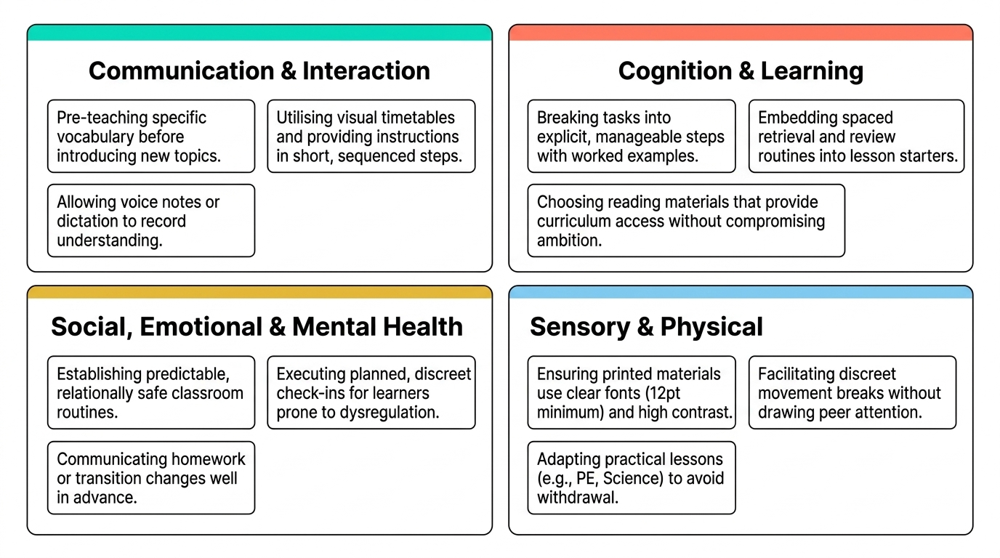 Communication & Interaction
Pre-teaching specific
vocabulary before
introducing new topics.
Utilising visual timetables
and providing instructions
in short, sequenced steps.
Allowing voice notes or
dictation to record
understanding.
Cognition & Learning
Breaking tasks into
explicit, manageable steps
with worked examples.
Embedding spaced
retrieval and review
routines into lesson starters.
Choosing reading materials that provide
curriculum access without compromising
ambition.
Social, Emotional & Mental Health
Establishing predictable,
relationally safe classroom
routines.
Executing planned, discreet
check-ins for learners
prone to dysregulation.
Communicating homework
or transition changes well
in advance.
Sensory & Physical
Ensuring printed materials
use clear fonts (12pt
minimum) and high contrast.
Facilitating discreet
movement breaks without
drawing peer attention.
Adapting practical lessons
(e.g., PE, Science) to avoid
withdrawal.